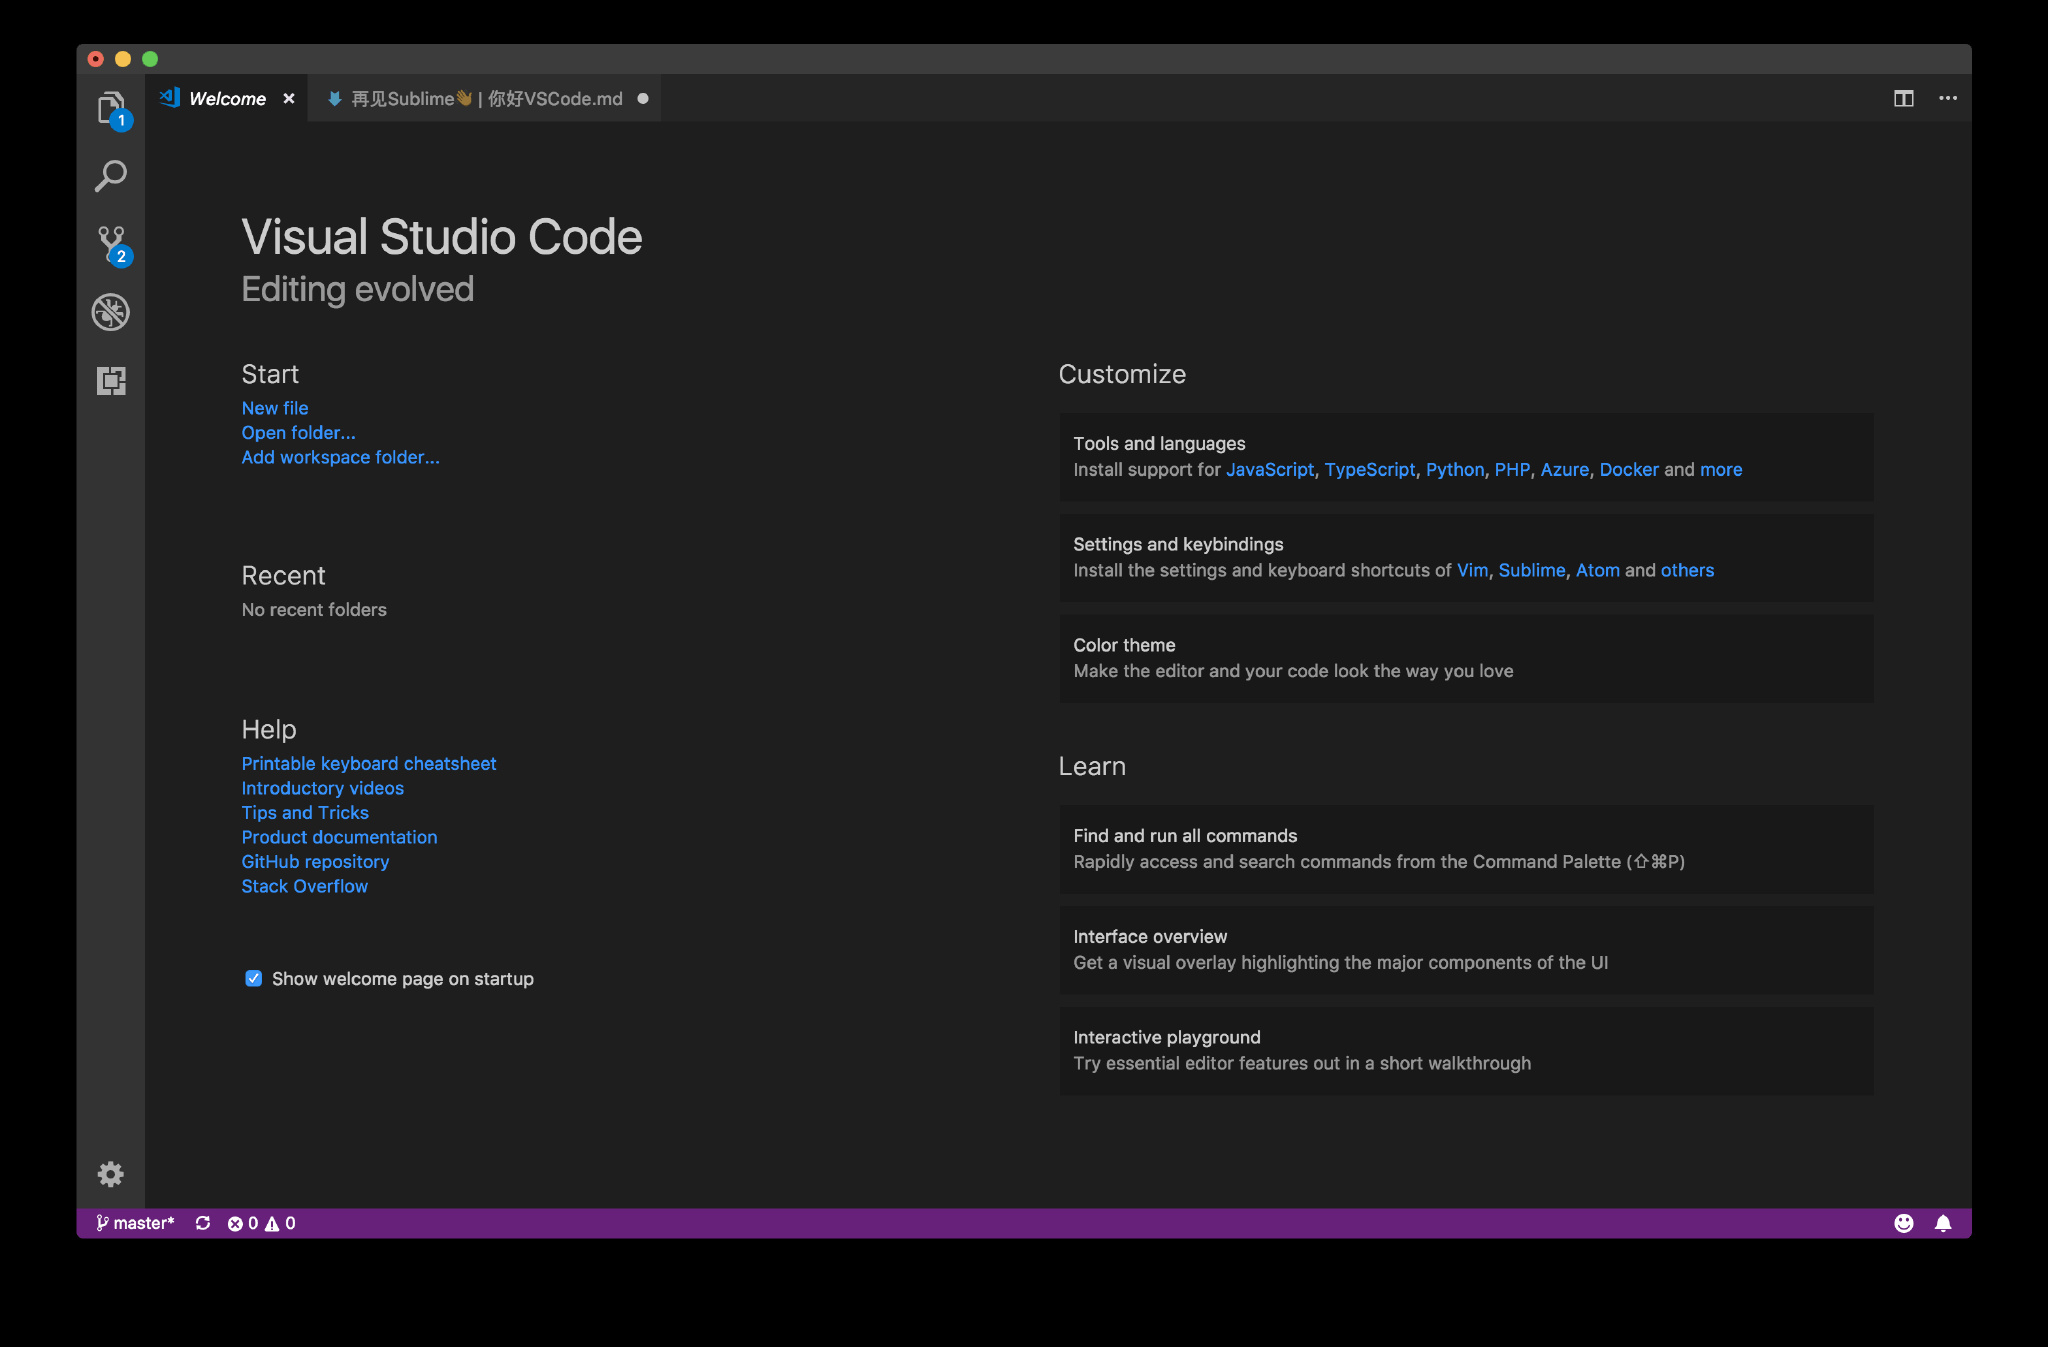 Welcome
再见Sublime👋 | 你好VSCode.md
1
2
Visual Studio Code
Editing evolved
Start
New file
Open folder...
Add workspace folder...
Recent
No recent folders
Help
Printable keyboard cheatsheet
Introductory videos
Tips and Tricks
Product documentation
GitHub repository
Stack Overflow
Show welcome page on startup
Customize
Tools and languages
Install support for JavaScript, TypeScript, Python, PHP, Azure, Docker and more
Settings and keybindings
Install the settings and keyboard shortcuts of Vim, Sublime, Atom and others
Color theme
Make the editor and your code look the way you love
Learn
Find and run all commands
Rapidly access and search commands from the Command Palette (⇧⌘P)
Interface overview
Get a visual overlay highlighting the major components of the UI
Interactive playground
Try essential editor features out in a short walkthrough
master* 0 0